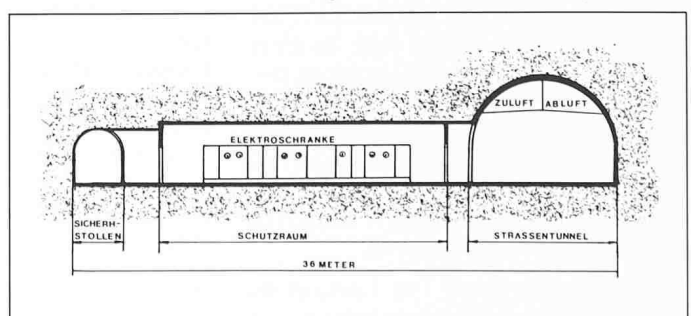 ZULUFT ABLUFT
ELEKTROSCHRANKE
SICHERH-
STOLLEN
SCHUTZRAUM
STRASSENTUNNEL
36 METER